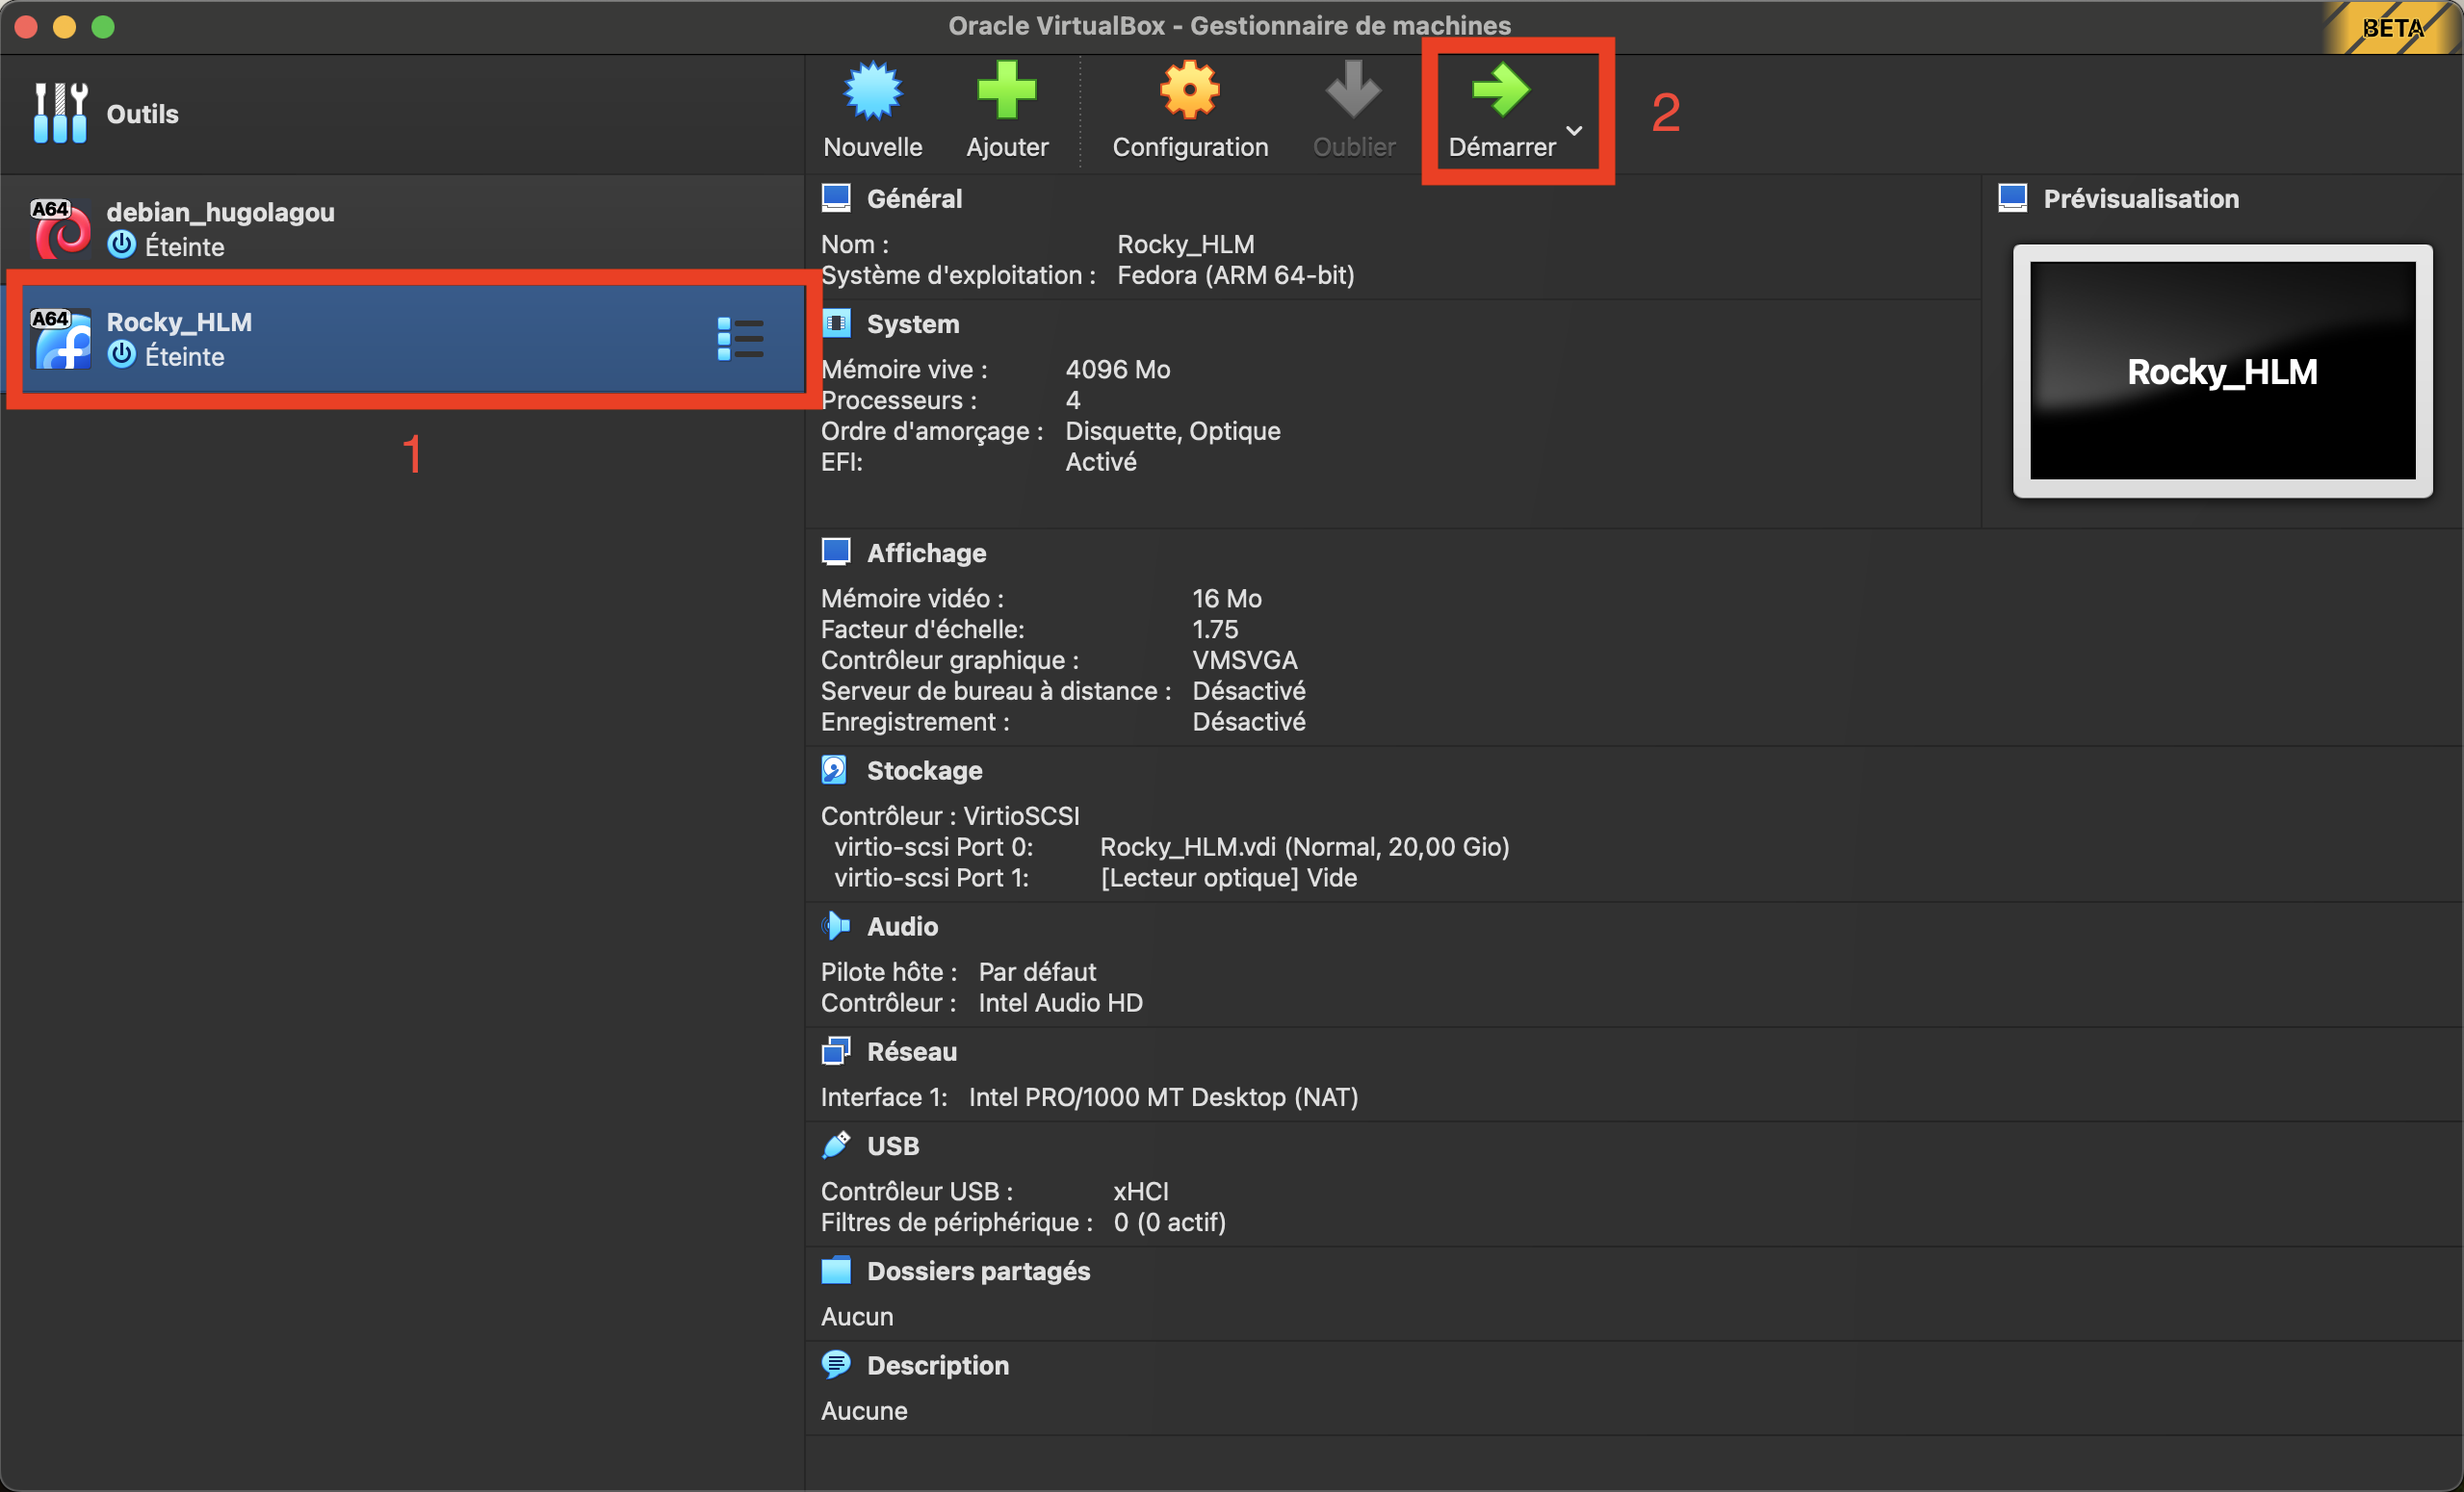 Oracle VirtualBox - Gestionnaire de machines
BETA
Outils
Nouvelle
Ajouter
Configuration
Oublier
Démarrer
2
A64
debian_hugolagou
Éteinte
A64
Rocky_HLM
Éteinte
1
Général
Nom : Rocky_HLM
Système d'exploitation : Fedora (ARM 64-bit)
System
Mémoire vive : 4096 Mo
Processeurs : 4
Ordre d'amorçage : Disquette, Optique
EFI: Activé
Prévisualisation
Rocky_HLM
Affichage
Mémoire vidéo : 16 Mo
Facteur d'échelle: 1.75
Contrôleur graphique : VMSVGA
Serveur de bureau à distance : Désactivé
Enregistrement : Désactivé
Stockage
Contrôleur : VirtioSCSI
virtio-scsi Port 0: Rocky_HLM.vdi (Normal, 20,00 Gio)
virtio-scsi Port 1: [Lecteur optique] Vide
Audio
Pilote hôte : Par défaut
Contrôleur : Intel Audio HD
Réseau
Interface 1: Intel PRO/1000 MT Desktop (NAT)
USB
Contrôleur USB : xHCI
Filtres de périphérique : 0 (0 actif)
Dossiers partagés
Aucun
Description
Aucune